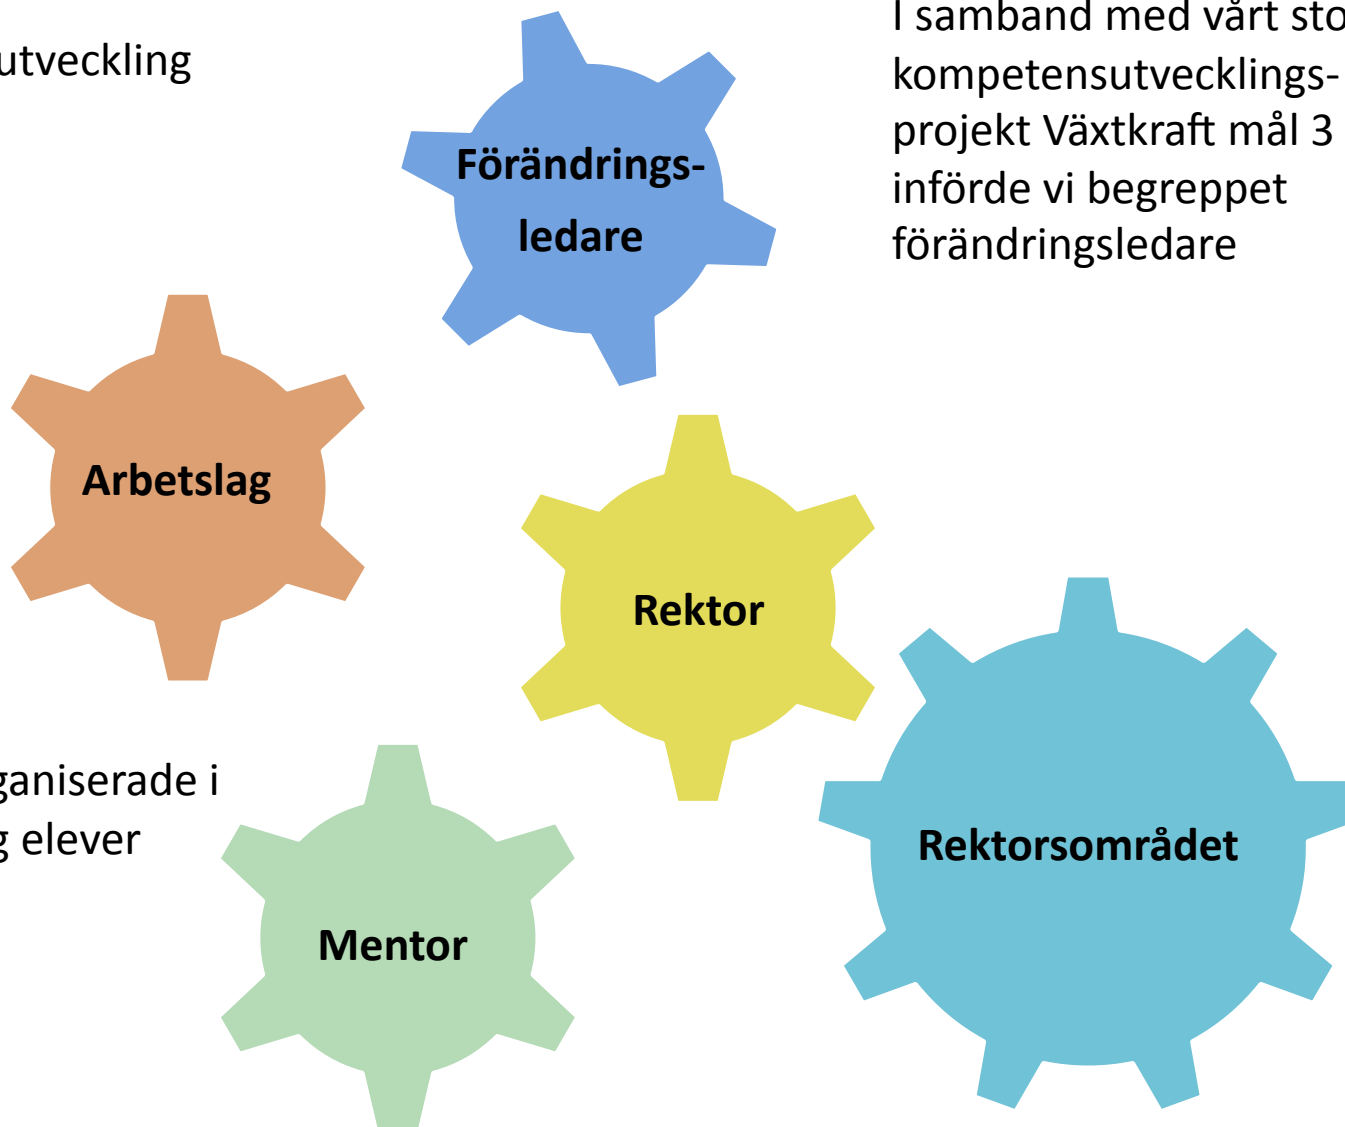 utveckling
I samband med vårt sto
kompetensutvecklings-
projekt Växtkraft mål 3
införde vi begreppet
förändringsledare
Förändrings-
ledare
Arbetslag
Rektor
ganiserade i
g elever
Rektorsområdet
Mentor